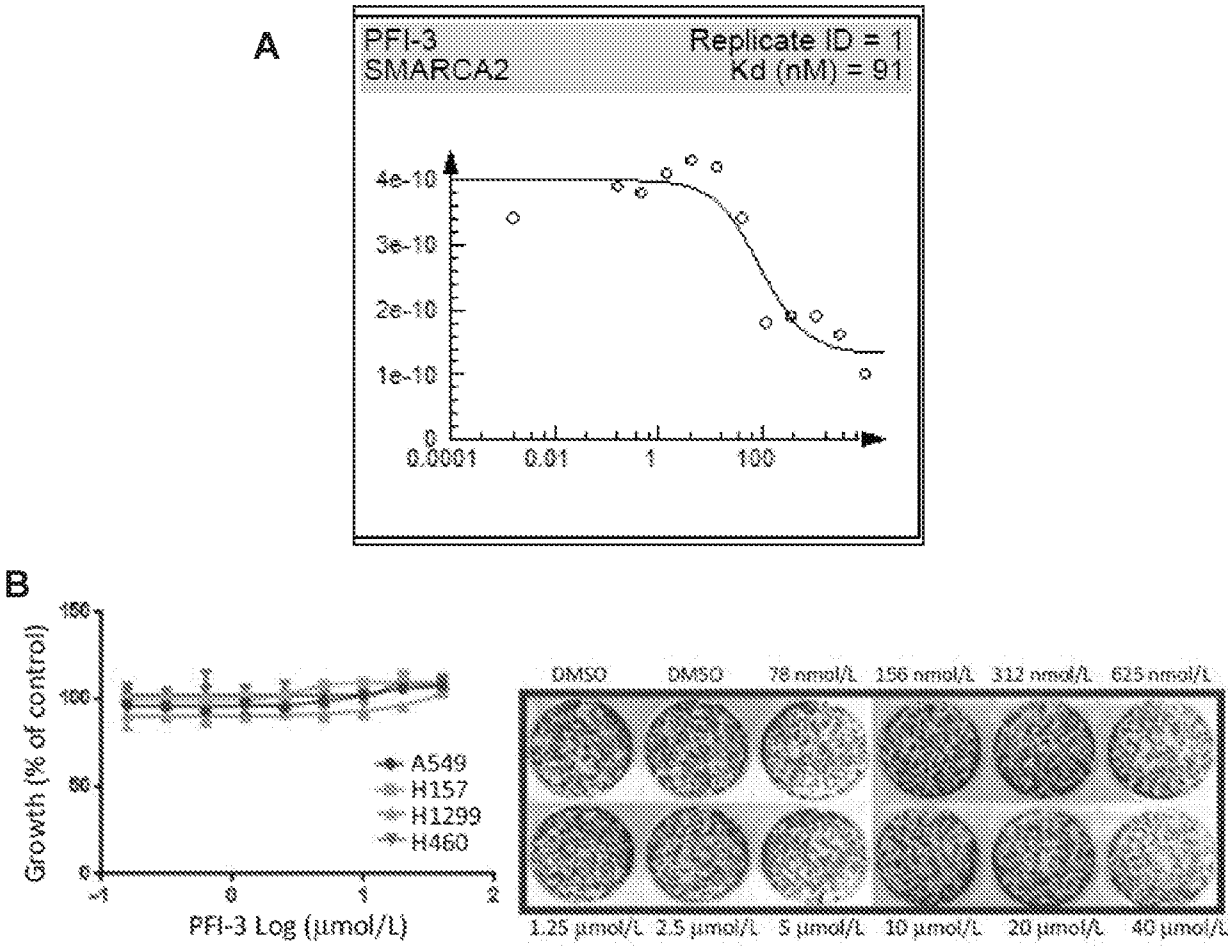 A
PFI-3 Replicate ID = 1
SMARCA2 Kd (nM) = 91
4e-10
3e-10
2e-10
1e-10
0
0.0001 0.01 1 100
B
150
100
50
0
-1 0 1 2
Growth (% of control)
PFI-3 Log (µmol/L)
A549
H157
H1299
H460
DMSO DMSO 78 nmol/L 156 nmol/L 312 nmol/L 625 nmol/L
1.25 µmol/L 2.5 µmol/L 5 µmol/L 10 µmol/L 20 µmol/L 40 µmol/L